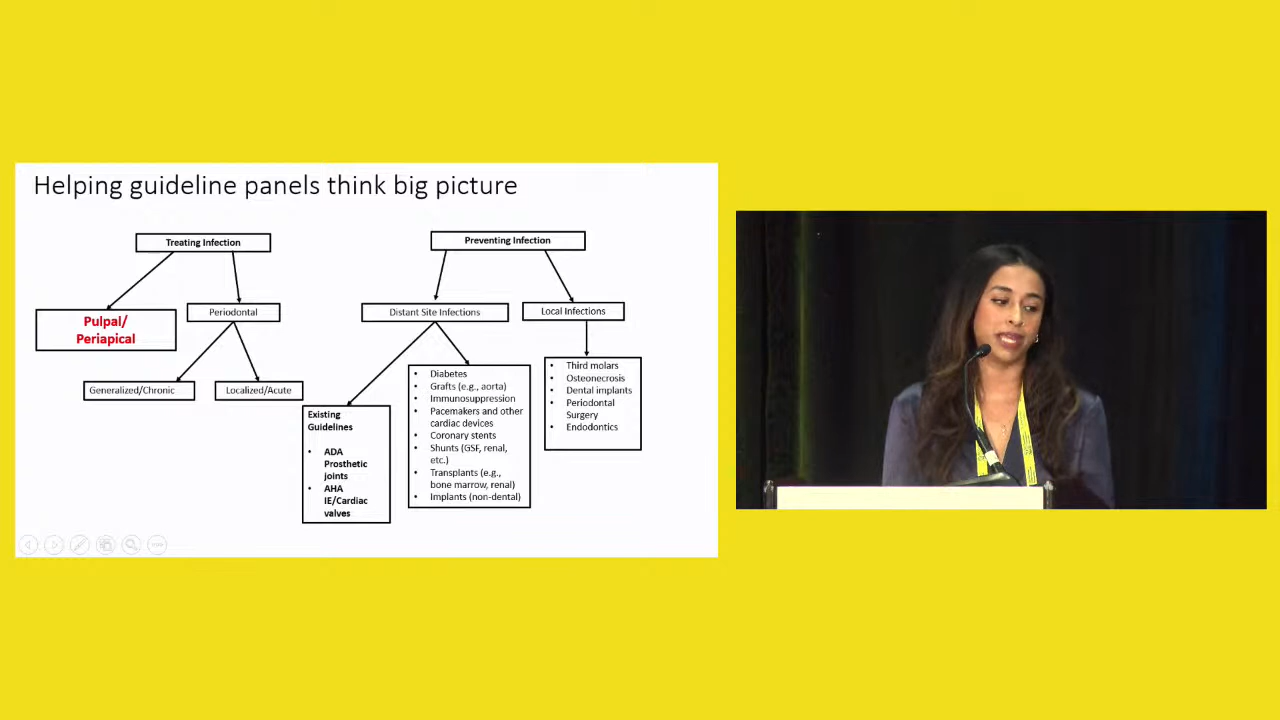 Helping guideline panels think big picture
Treating Infection
Pulpal/
Periapical
Periodontal
Generalized/Chronic
Localized/Acute
Preventing Infection
Distant Site Infections
Local Infections
Existing
Guidelines
• ADA
Prosthetic
joints
• AHA
IE/Cardiac
valves
• Diabetes
• Grafts (e.g., aorta)
• Immunosuppression
• Pacemakers and other
cardiac devices
• Coronary stents
• Shunts (GSF, renal,
etc.)
• Transplants (e.g.,
bone marrow, renal)
• Implants (non-dental)
• Third molars
• Osteonecrosis
• Dental implants
• Periodontal
Surgery
• Endodontics